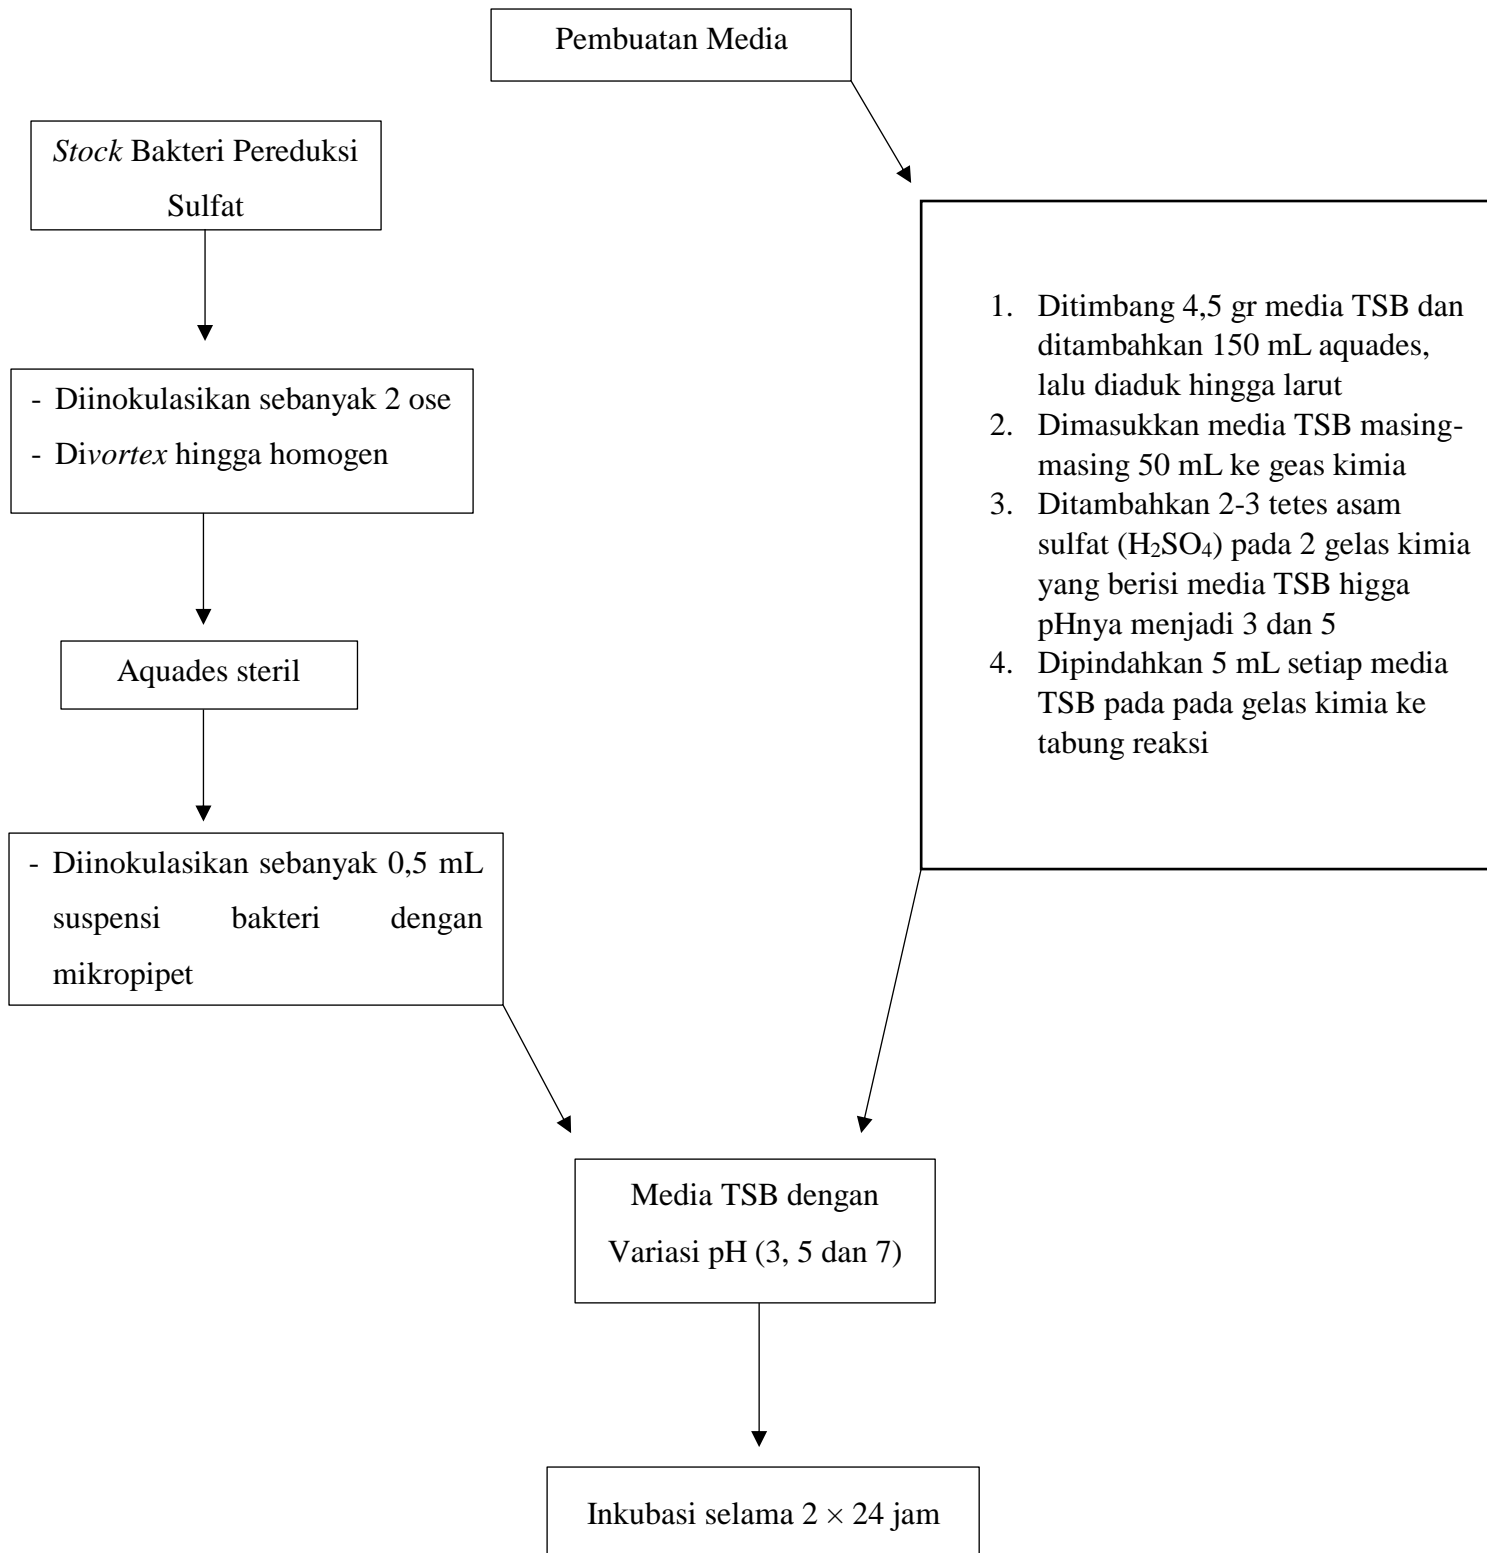 Pembuatan Media
Stock Bakteri Pereduksi
Sulfat
- Diinokulasikan sebanyak 2 ose
- Divortex hingga homogen
Aquades steril
- Diinokulasikan sebanyak 0,5 mL
suspensi bakteri dengan
mikropipet
1. Ditimbang 4,5 gr media TSB dan
ditambahkan 150 mL aquades,
lalu diaduk hingga larut
2. Dimasukkan media TSB masing-
masing 50 mL ke geas kimia
3. Ditambahkan 2-3 tetes asam
sulfat (H₂SO₄) pada 2 gelas kimia
yang berisi media TSB higga
pHnya menjadi 3 dan 5
4. Dipindahkan 5 mL setiap media
TSB pada pada gelas kimia ke
tabung reaksi
Media TSB dengan
Variasi pH (3, 5 dan 7)
Inkubasi selama 2 × 24 jam